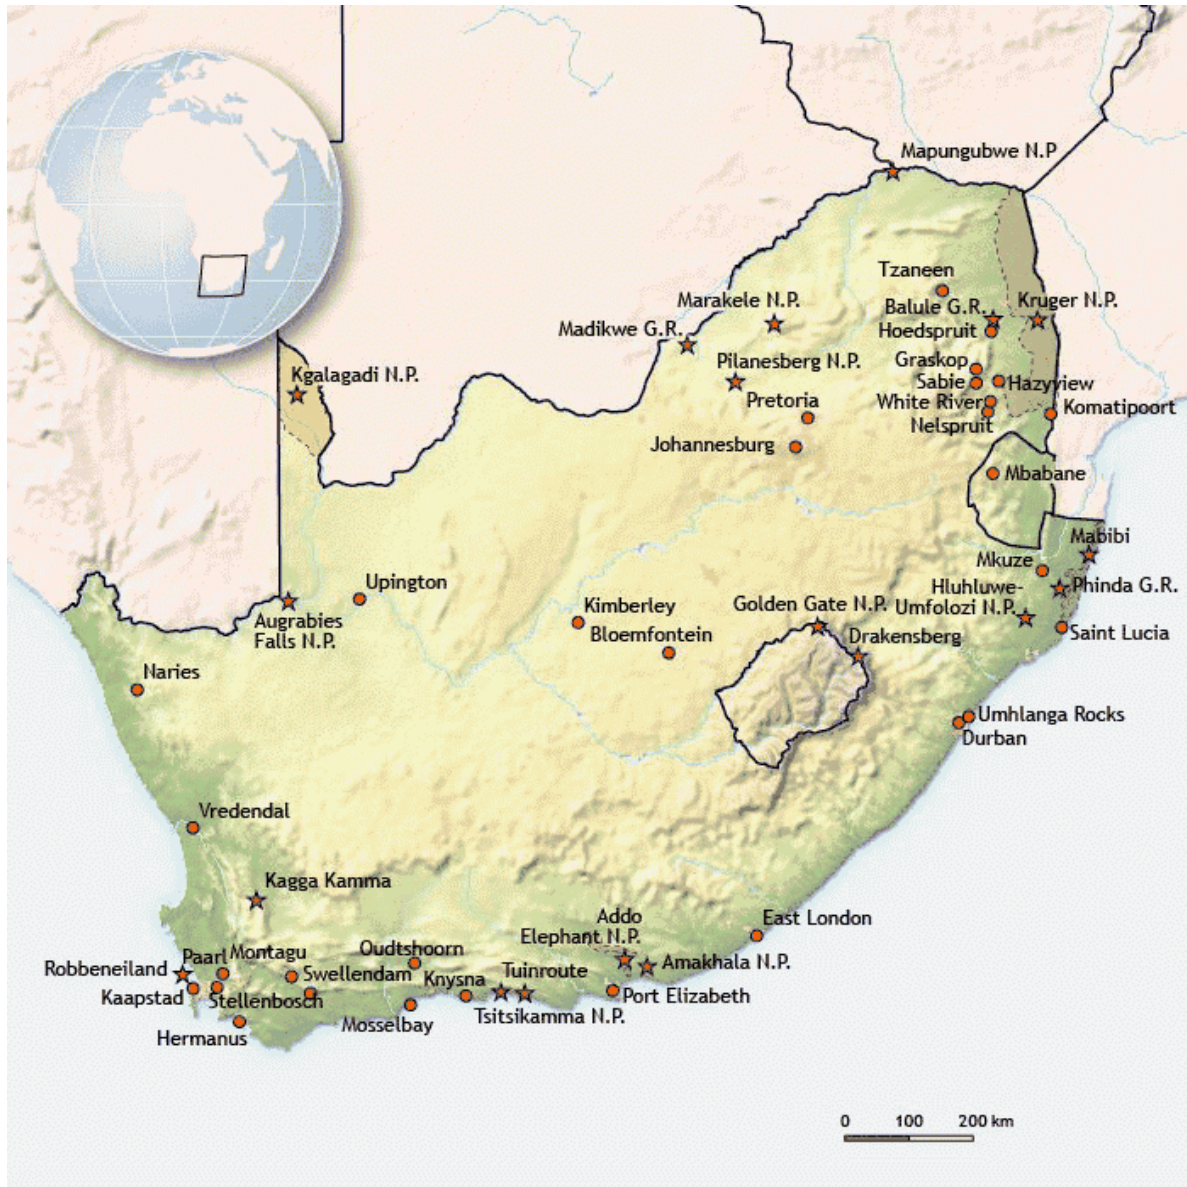 Mapungubwe N.P
Tzaneen
Marakele N.P.
Balule G.R.
Kruger N.P.
Madikwe G.R.
Hoedspruit
Pilanesberg N.P.
Graskop
Kgalagadi N.P.
Sabie
Hazyview
Pretoria
White River
Komatipoort
Nelspruit
Johannesburg
Mbabane
Mabibi
Mkuze
Upington
Hluhluwe-
Umfolozi N.P.
Phinda G.R.
Kimberley
Golden Gate N.P.
Augrabies
Falls N.P.
Bloemfontein
Drakensberg
Saint Lucia
Naries
Umhlanga Rocks
Durban
Vredendal
Kagga Kamma
Addo
Elephant N.P.
East London
Oudtshoorn
Paarl
Montagu
Robbeneiland
Swellendam
Knysna
Tuinroute
Amakhala N.P.
Kaapstad
Stellenbosch
Port Elizabeth
Mosselbay
Tsitsikamma N.P.
Hermanus
0 100 200 km